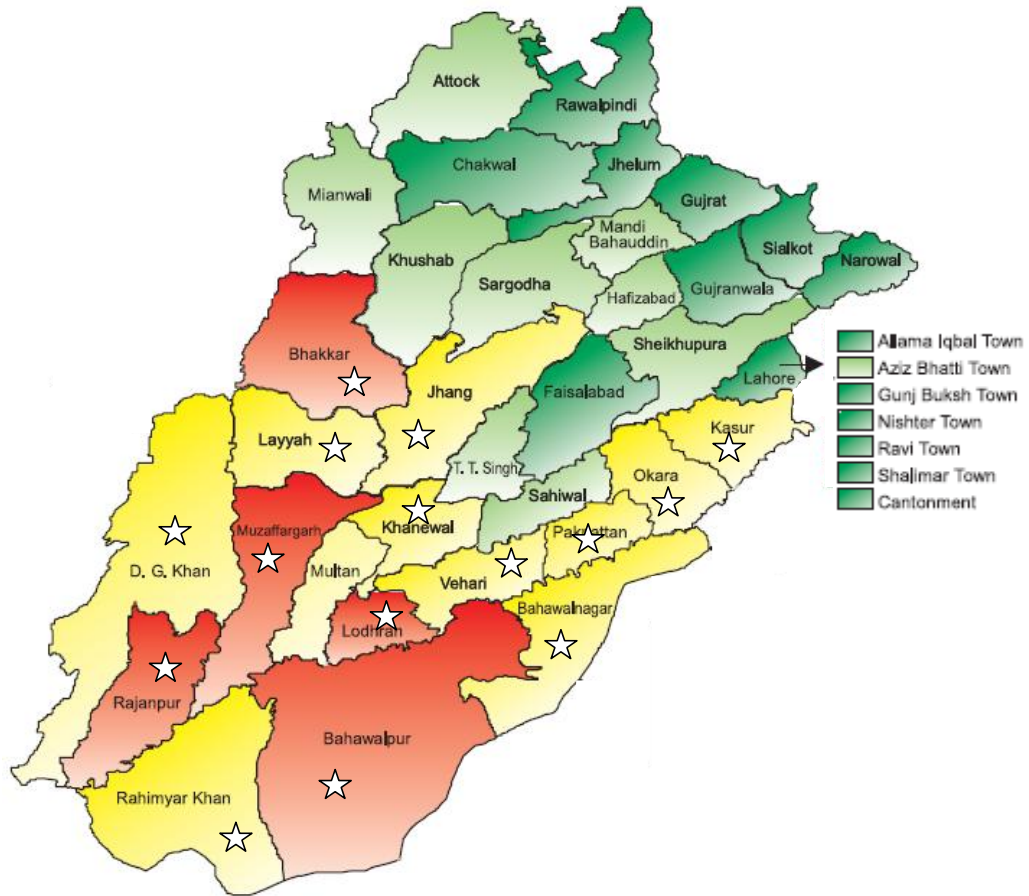 Attock
Rawalpindi
Chakwal
Jhelum
Mianwali
Gujrat
Mandi
Bahauddin
Khushab
Sialkot
Narowal
Sargodha
Hafizabad
Gujranwala
Sheikhupura
Bhakkar
Jhang
Faisalabad
Lahore
Allama Iqbal Town
Aziz Bhatti Town
Gunj Buksh Town
Nishter Town
Ravi Town
Shalimar Town
Cantonment
Layyah
Kasur
T. T. Singh
Okara
Sahiwal
Muzaffargarh
Khanewal
D. G. Khan
Multan
Vehari
Bahawalnagar
Lodhran
Rajanpur
Bahawalpur
Rahimyar Khan